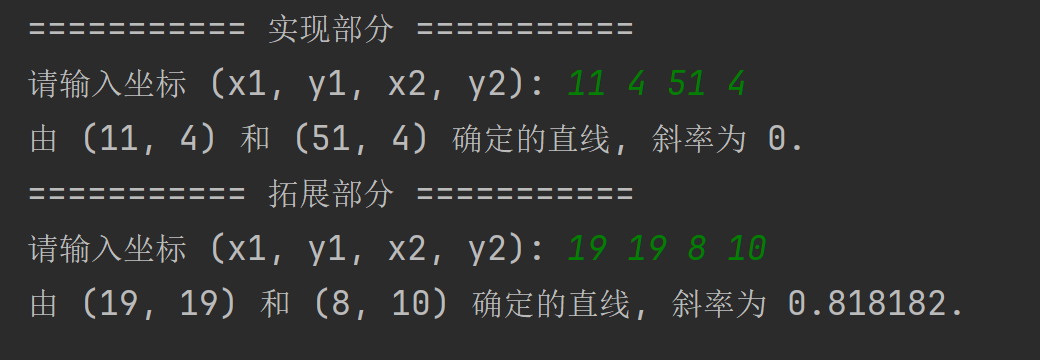 =========== 实现部分 ===========
请输入坐标 (x1, y1, x2, y2): 11 4 51 4
由 (11, 4) 和 (51, 4) 确定的直线, 斜率为 0.
=========== 拓展部分 ===========
请输入坐标 (x1, y1, x2, y2): 19 19 8 10
由 (19, 19) 和 (8, 10) 确定的直线, 斜率为 0.818182.